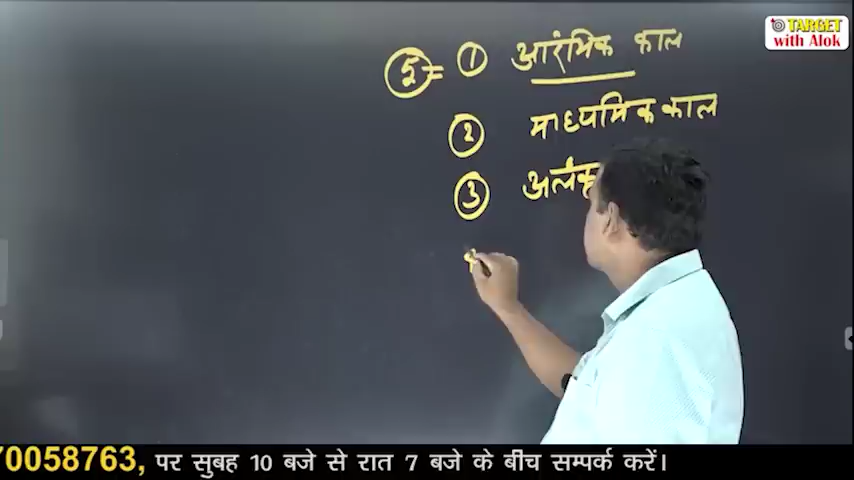 TARGET
with Alok
5 = 1 आरंभिक काल
2 माध्यमिक काल
3
70058763, पर सुबह 10 बजे से रात 7 बजे के बीच सम्पर्क करें।